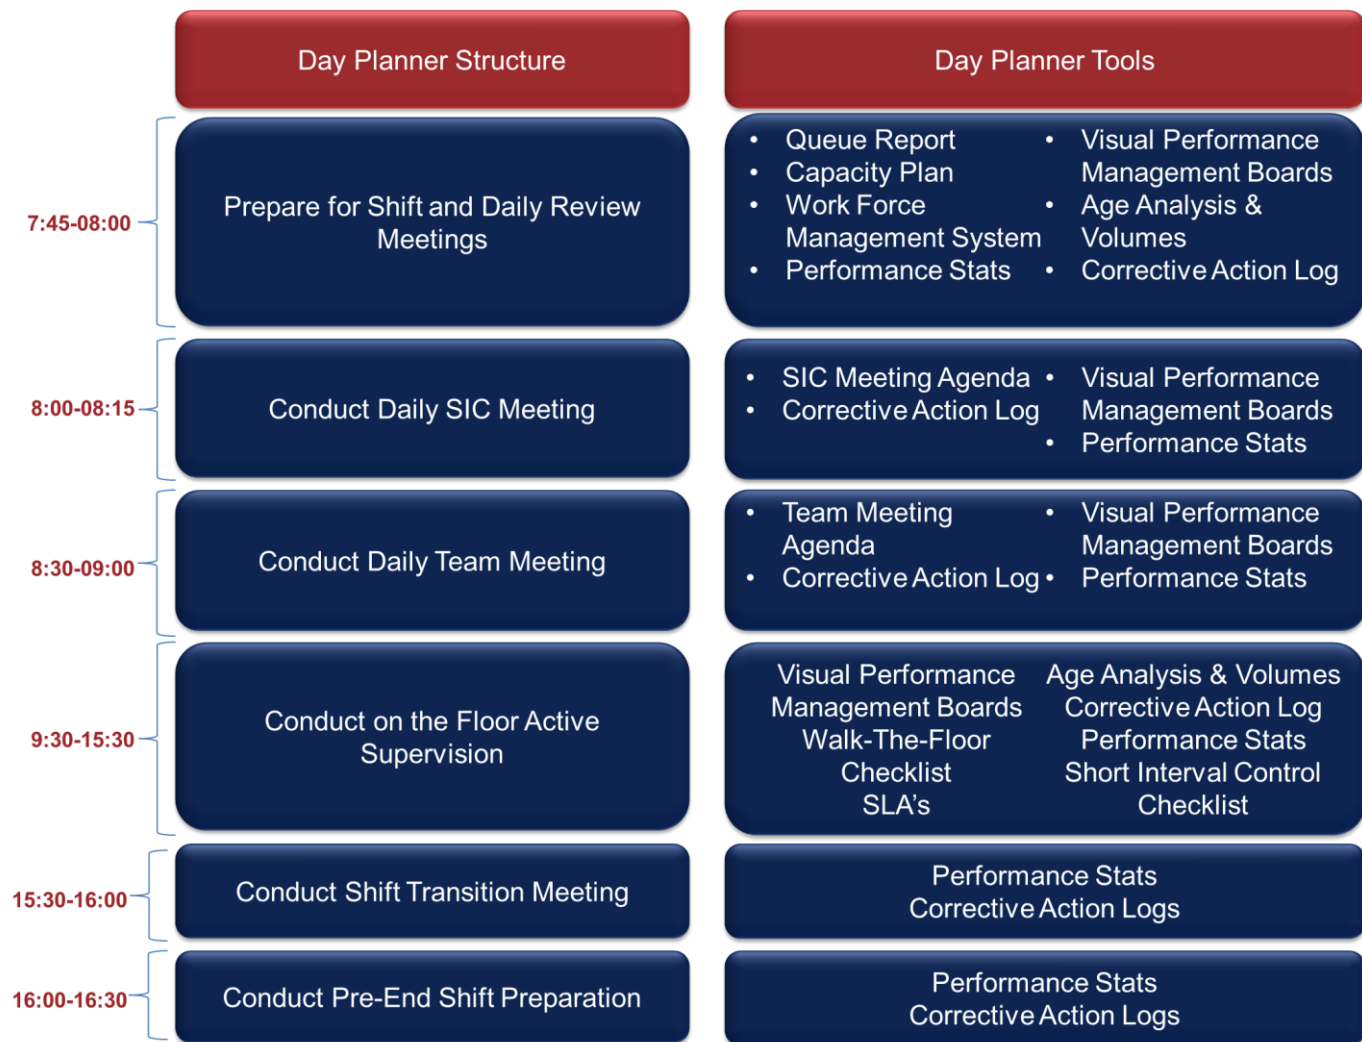 Day Planner Structure
Day Planner Tools
7:45-08:00
Prepare for Shift and Daily Review
Meetings
• Queue Report
• Capacity Plan
• Work Force
Management System
• Performance Stats
• Visual Performance
Management Boards
• Age Analysis &
Volumes
• Corrective Action Log
8:00-08:15
Conduct Daily SIC Meeting
• SIC Meeting Agenda
• Corrective Action Log
• Visual Performance
Management Boards
• Performance Stats
8:30-09:00
Conduct Daily Team Meeting
• Team Meeting
Agenda
• Corrective Action Log
• Visual Performance
Management Boards
• Performance Stats
9:30-15:30
Conduct on the Floor Active
Supervision
Visual Performance
Management Boards
Walk-The-Floor
Checklist
SLA's
Age Analysis & Volumes
Corrective Action Log
Performance Stats
Short Interval Control
Checklist
15:30-16:00
Conduct Shift Transition Meeting
Performance Stats
Corrective Action Logs
16:00-16:30
Conduct Pre-End Shift Preparation
Performance Stats
Corrective Action Logs